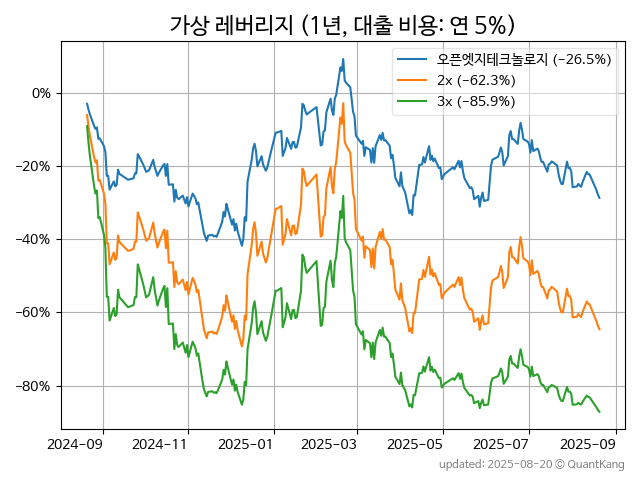 가상 레버리지 (1년, 대출 비용: 연 5%)
오픈엣지테크놀로지 (−26.5%)
2x (−62.3%)
3x (−85.9%)
0%
−20%
−40%
−60%
−80%
2024-09 2024-11 2025-01 2025-03 2025-05 2025-07 2025-09
updated: 2025-08-20 © QuantKang